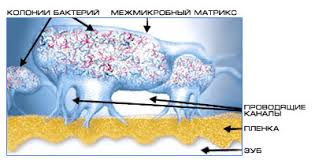 КОЛОНИИ БАКТЕРИЙ
МЕЖМИКРОБНЫЙ МАТРИКС
ПРОВОДЯЩИЕ
КАНАЛЫ
ПЛЕНКА
ЗУБ